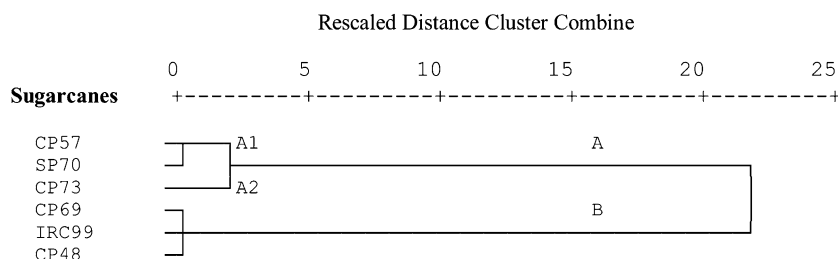 Rescaled Distance Cluster Combine
0 5 10 15 20 25
Sugarcanes
CP57 A1 A
SP70
CP73 A2
CP69 B
IRC99
CP48